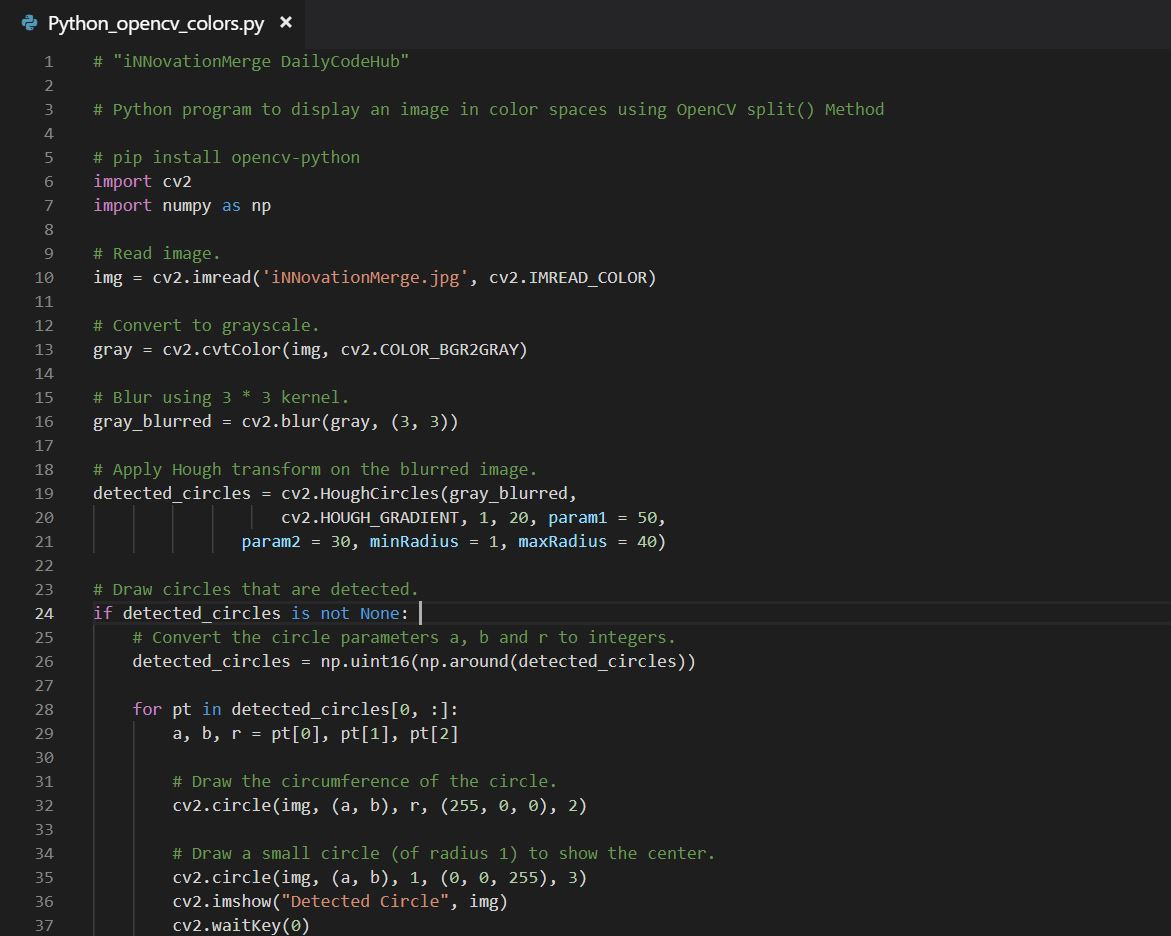 Python_opencv_colors.py ×
1 # "iNNovationMerge DailyCodeHub"
2
3 # Python program to display an image in color spaces using OpenCV split() Method
4
5 # pip install opencv-python
6 import cv2
7 import numpy as np
8
9 # Read image.
10 img = cv2.imread('iNNovationMerge.jpg', cv2.IMREAD_COLOR)
11
12 # Convert to grayscale.
13 gray = cv2.cvtColor(img, cv2.COLOR_BGR2GRAY)
14
15 # Blur using 3 * 3 kernel.
16 gray_blurred = cv2.blur(gray, (3, 3))
17
18 # Apply Hough transform on the blurred image.
19 detected_circles = cv2.HoughCircles(gray_blurred,
20                    cv2.HOUGH_GRADIENT, 1, 20, param1 = 50,
21                param2 = 30, minRadius = 1, maxRadius = 40)
22
23 # Draw circles that are detected.
24 if detected_circles is not None:
25     # Convert the circle parameters a, b and r to integers.
26     detected_circles = np.uint16(np.around(detected_circles))
27
28     for pt in detected_circles[0, :]:
29         a, b, r = pt[0], pt[1], pt[2]
30
31         # Draw the circumference of the circle.
32         cv2.circle(img, (a, b), r, (255, 0, 0), 2)
33
34         # Draw a small circle (of radius 1) to show the center.
35         cv2.circle(img, (a, b), 1, (0, 0, 255), 3)
36         cv2.imshow("Detected Circle", img)
37         cv2.waitKey(0)